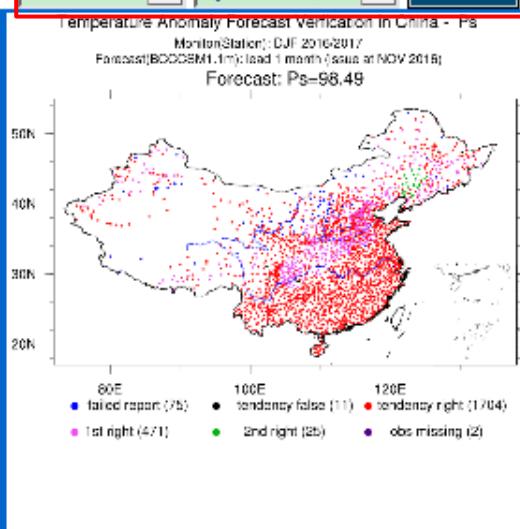 Temperature Anomaly Forecast Verification in China - Ps
Monitor(Station): DJF 2016/2017
Forecast(BCCCSM1.1m): lead 1 month (issue at NOV 2016)
Forecast: Ps=98.49
50N
40N
30N
20N
80E 100E 120E
failed report (75) tendency false (11) tendency right (1704)
1st right (471) 2nd right (25) obs missing (2)